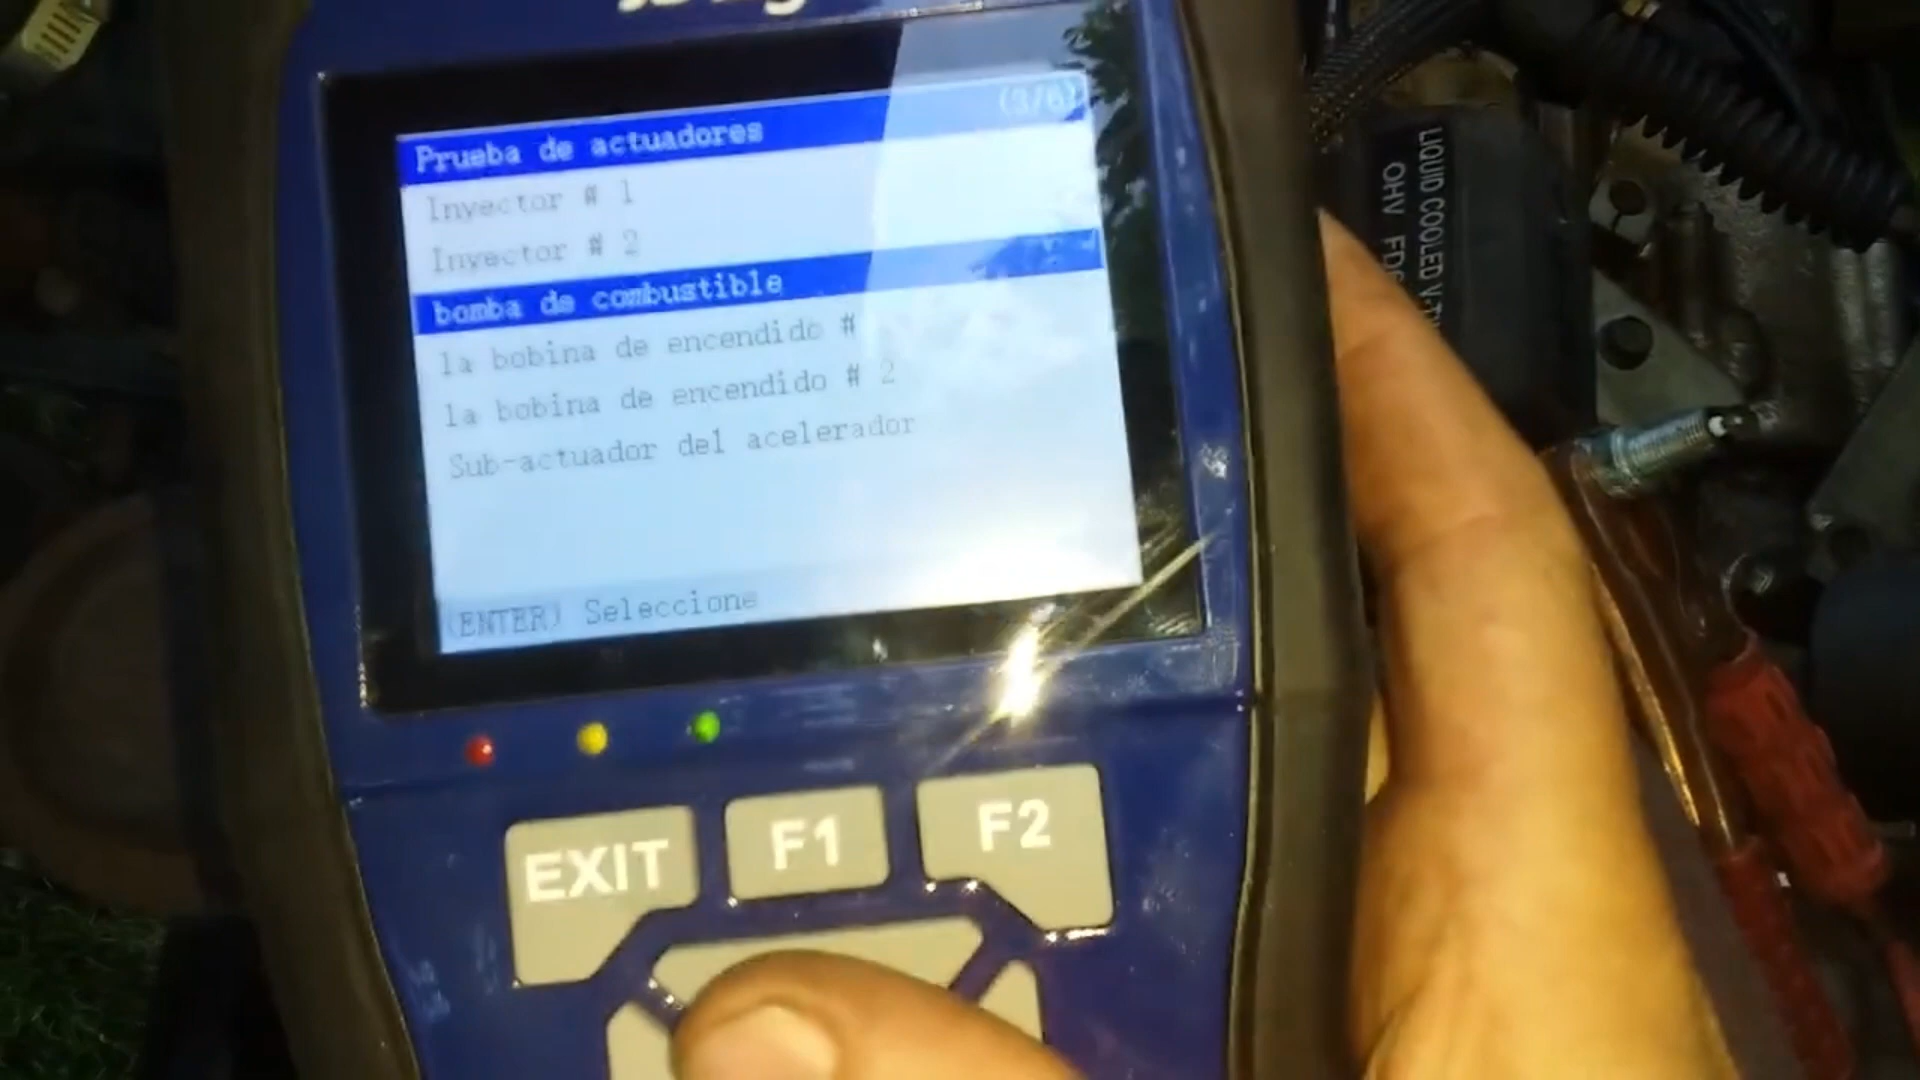 Prueba de actuadores (3/6)
Inyector # 1
Inyector # 2
bomba de combustible
la bobina de encendido #
la bobina de encendido # 2
Sub-actuador del acelerador
(ENTER) Seleccione
EXIT
F1
F2
LIQUID COOLED
OHV